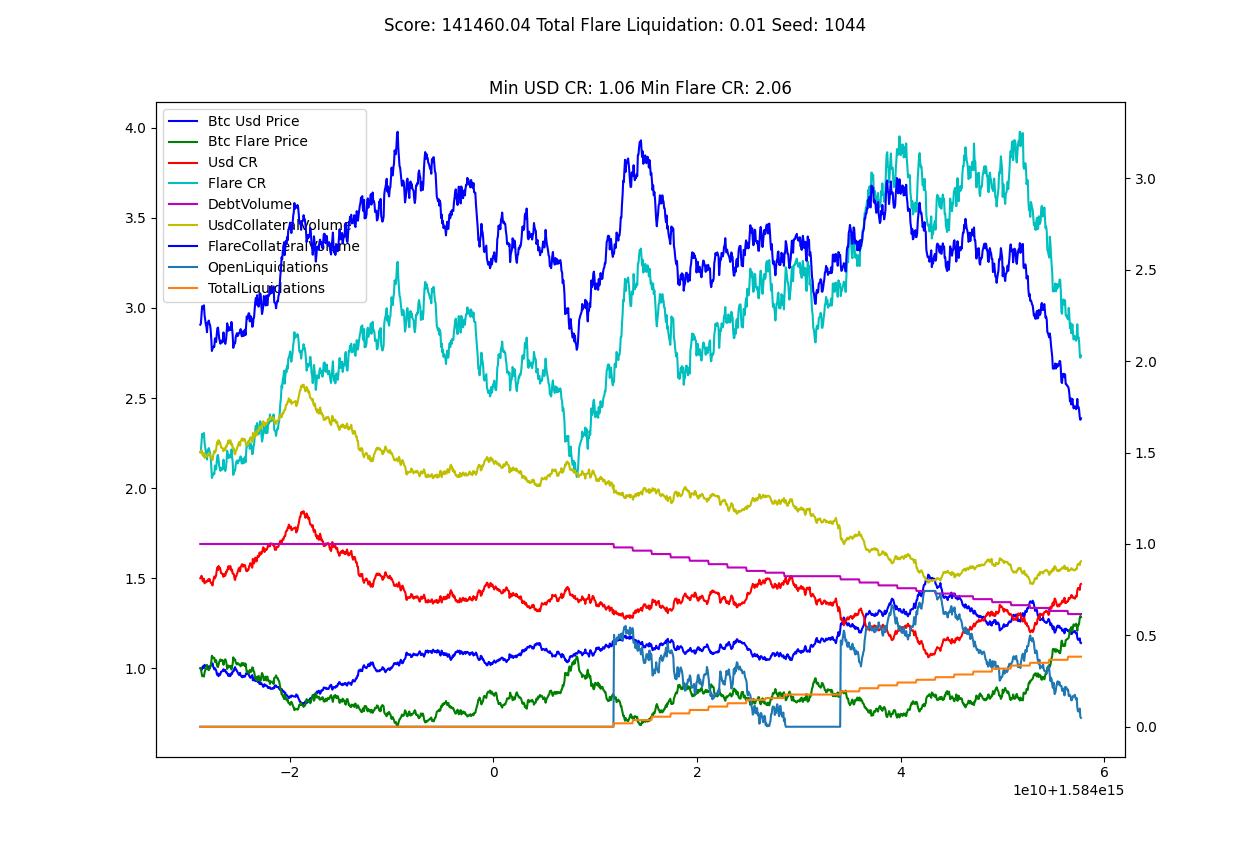 Score: 141460.04 Total Flare Liquidation: 0.01 Seed: 1044
Min USD CR: 1.06 Min Flare CR: 2.06
Btc Usd Price
Btc Flare Price
Usd CR
Flare CR
DebtVolume
UsdCollateralVolume
FlareCollateralVolume
OpenLiquidations
TotalLiquidations
4.0
3.5
3.0
2.5
2.0
1.5
1.0
3.0
2.5
2.0
1.5
1.0
0.5
0.0
−2 0 2 4 6
1e10+1.584e15